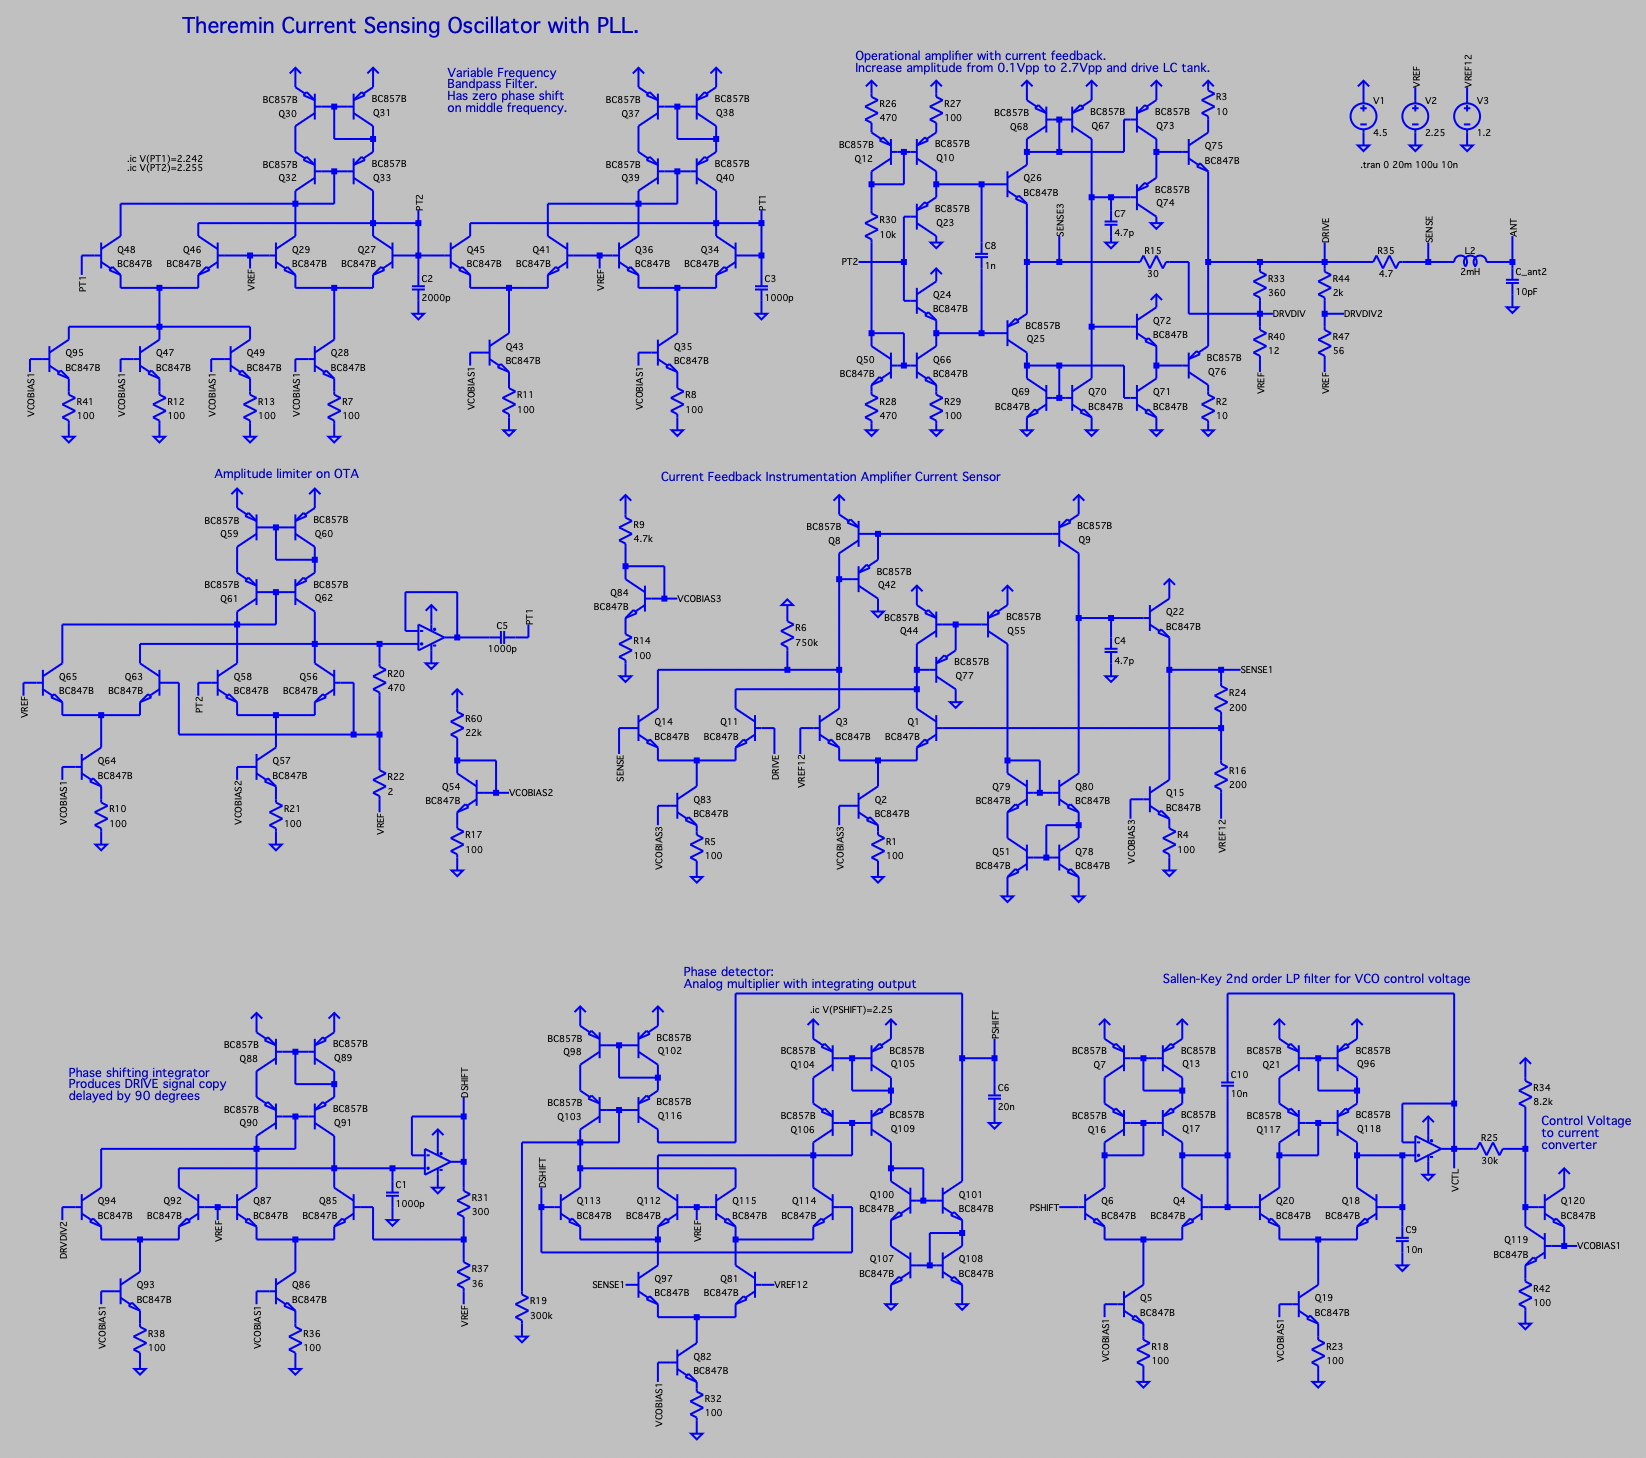 Theremin Current Sensing Oscillator with PLL.
Variable Frequency
Bandpass Filter.
Has zero phase shift
on middle frequency.
.ic V(PT1)=2.242
.ic V(PT2)=2.255
BC857B
Q30
BC857B
Q31
BC857B
Q32
BC857B
Q33
BC857B
Q37
BC857B
Q38
BC857B
Q39
BC857B
Q40
PT2
PT1
PT1
Q48
BC847B
Q46
BC847B
VREF
Q29
BC847B
Q27
BC847B
C2
2000p
Q45
BC847B
Q41
BC847B
VREF
Q36
BC847B
Q34
BC847B
C3
1000p
VCOBIAS1
Q95
BC847B
R41
100
VCOBIAS1
Q47
BC847B
R12
100
VCOBIAS1
Q49
BC847B
R13
100
VCOBIAS1
Q28
BC847B
R7
100
VCOBIAS1
Q43
BC847B
R11
100
VCOBIAS1
Q35
BC847B
R8
100
Operational amplifier with current feedback.
Increase amplitude from 0.1Vpp to 2.7Vpp and drive LC tank.
R26
470
R27
100
BC857B
Q12
BC857B
Q10
R30
10k
BC857B
Q23
PT2
Q24
BC847B
C8
1n
Q50
BC847B
Q66
BC847B
R28
470
R29
100
BC857B
Q68
BC857B
Q67
BC857B
Q73
R3
10
Q75
BC847B
Q26
BC847B
SENSE3
BC857B
Q74
C7
4.7p
R15
30
BC857B
Q25
Q72
BC847B
BC857B
Q76
Q69
BC847B
Q70
BC847B
Q71
BC847B
R2
10
R33
360
DRVDIV
R40
12
VREF
DRIVE
R44
2k
DRVDIV2
R47
56
VREF
R35
4.7
SENSE
L2
2mH
ANT
C_ant2
10pF
V1
4.5
VREF
V2
2.25
VREF12
V3
1.2
.tran 0 20m 100u 10n
Amplitude limiter on OTA
BC857B
Q59
BC857B
Q60
BC857B
Q61
BC857B
Q62
VREF
Q65
BC847B
Q63
BC847B
PT2
Q58
BC847B
Q56
BC847B
R20
470
C5
1000p
PT1
VCOBIAS1
Q64
BC847B
R10
100
VCOBIAS2
Q57
BC847B
R21
100
R22
2
VREF
R60
22k
Q54
BC847B
VCOBIAS2
R17
100
Current Feedback Instrumentation Amplifier Current Sensor
R9
4.7k
Q84
BC847B
VCOBIAS3
R14
100
R6
750k
BC857B
Q8
BC857B
Q42
BC857B
Q9
BC857B
Q44
BC857B
Q55
BC857B
Q77
SENSE
Q14
BC847B
Q11
BC847B
DRIVE
VREF12
Q3
BC847B
Q1
BC847B
VCOBIAS3
Q83
BC847B
R5
100
VCOBIAS3
Q2
BC847B
R1
100
Q79
BC847B
Q80
BC847B
Q51
BC847B
Q78
BC847B
C4
4.7p
Q22
BC847B
SENSE1
R24
200
R16
200
VREF12
VCOBIAS3
Q15
BC847B
R4
100
Phase shifting integrator
Produces DRIVE signal copy
delayed by 90 degrees
BC857B
Q88
BC857B
Q89
BC857B
Q90
BC857B
Q91
DRVDIV2
Q94
BC847B
Q92
BC847B
VREF
Q87
BC847B
Q85
BC847B
C1
1000p
DSHIFT
R31
300
R37
36
VREF
VCOBIAS1
Q93
BC847B
R38
100
VCOBIAS1
Q86
BC847B
R36
100
Phase detector:
Analog multiplier with integrating output
.ic V(PSHIFT)=2.25
BC857B
Q98
BC857B
Q102
BC857B
Q103
BC857B
Q116
BC857B
Q104
BC857B
Q105
BC857B
Q106
BC857B
Q109
PSHIFT
C6
20n
DSHIFT
Q113
BC847B
Q112
BC847B
VREF
Q115
BC847B
Q114
BC847B
Q100
BC847B
Q101
BC847B
Q107
BC847B
Q108
BC847B
R19
300k
SENSE1
Q97
BC847B
Q81
BC847B
VREF12
VCOBIAS1
Q82
BC847B
R32
100
Sallen-Key 2nd order LP filter for VCO control voltage
BC857B
Q7
BC857B
Q13
BC857B
Q16
BC857B
Q17
C10
10n
BC857B
Q21
BC857B
Q96
BC857B
Q117
BC857B
Q118
PSHIFT
Q6
BC847B
Q4
BC847B
Q20
BC847B
Q18
BC847B
C9
10n
VCTL
VCOBIAS1
Q5
BC847B
R18
100
VCOBIAS1
Q19
BC847B
R23
100
R34
8.2k
Control Voltage
to current
converter
R25
30k
Q120
BC847B
Q119
BC847B
VCOBIAS1
R42
100